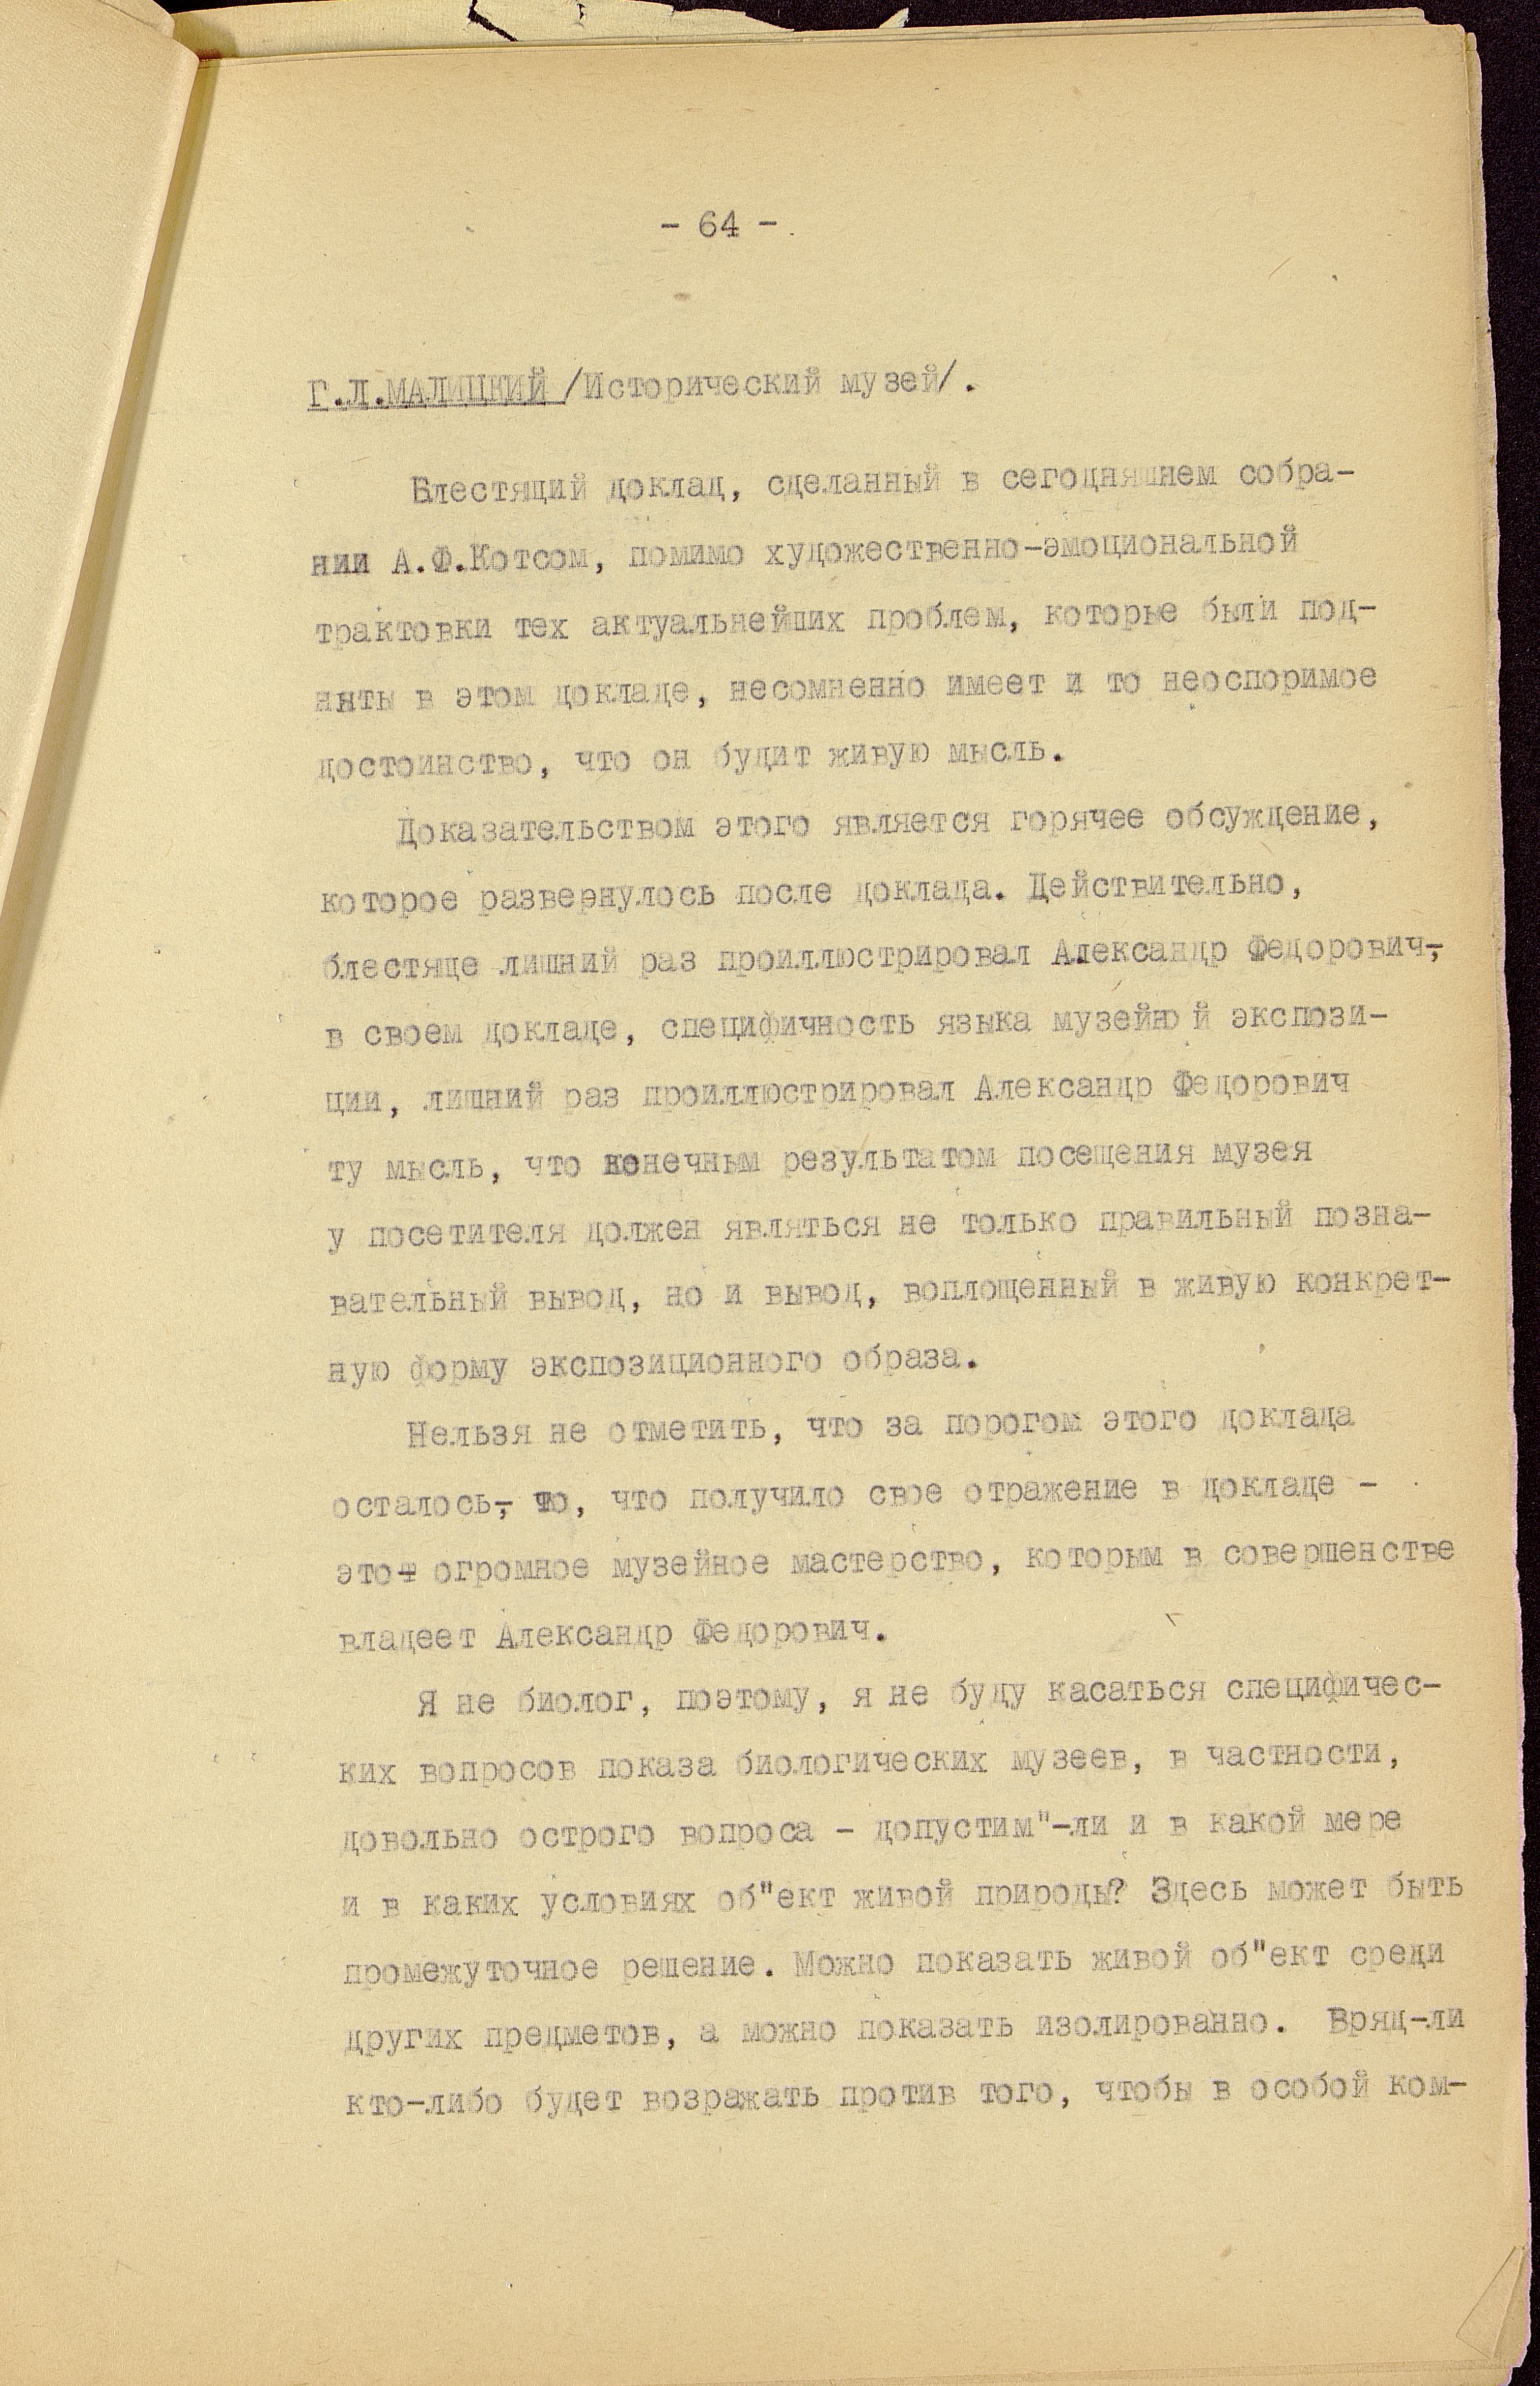 - 64 -
Г.Л.МАЛИЦКИЙ /Исторический музей/.
Блестящий доклад, сделанный в сегодняшнем собра-
нии А.Ф.Котсом, помимо художественно-эмоциональной
трактовки тех актуальнейших проблем, которые были под-
няты в этом докладе, несомненно имеет и то неоспоримое
достоинство, что он будит живую мысль.
Доказательством этого является горячее обсуждение,
которое развернулось после доклада. Действительно,
блестяще лишний раз проиллюстрировал Александр Федорович,
в своем докладе, специфичность языка музейной экспози-
ции, лишний раз проиллюстрировал Александр Федорович
ту мысль, что конечным результатом посещения музея
у посетителя должен являться не только правильный позна-
вательный вывод, но и вывод, воплощенный в живую конкрет-
ную форму экспозиционного образа.
Нельзя не отметить, что за порогом этого доклада
осталось, то, что получило свое отражение в докладе -
это огромное музейное мастерство, которым в совершенстве
владеет Александр Федорович.
Я не биолог, поэтому, я не буду касаться специфичес-
ких вопросов показа биологических музеев, в частности,
довольно острого вопроса - допустим"-ли и в какой мере
и в каких условиях об"ект живой природы? Здесь может быть
промежуточное решение. Можно показать живой об"ект среди
других предметов, а можно показать изолированно. Вряд-ли
кто-либо будет возражать против того, чтобы в особой ком-